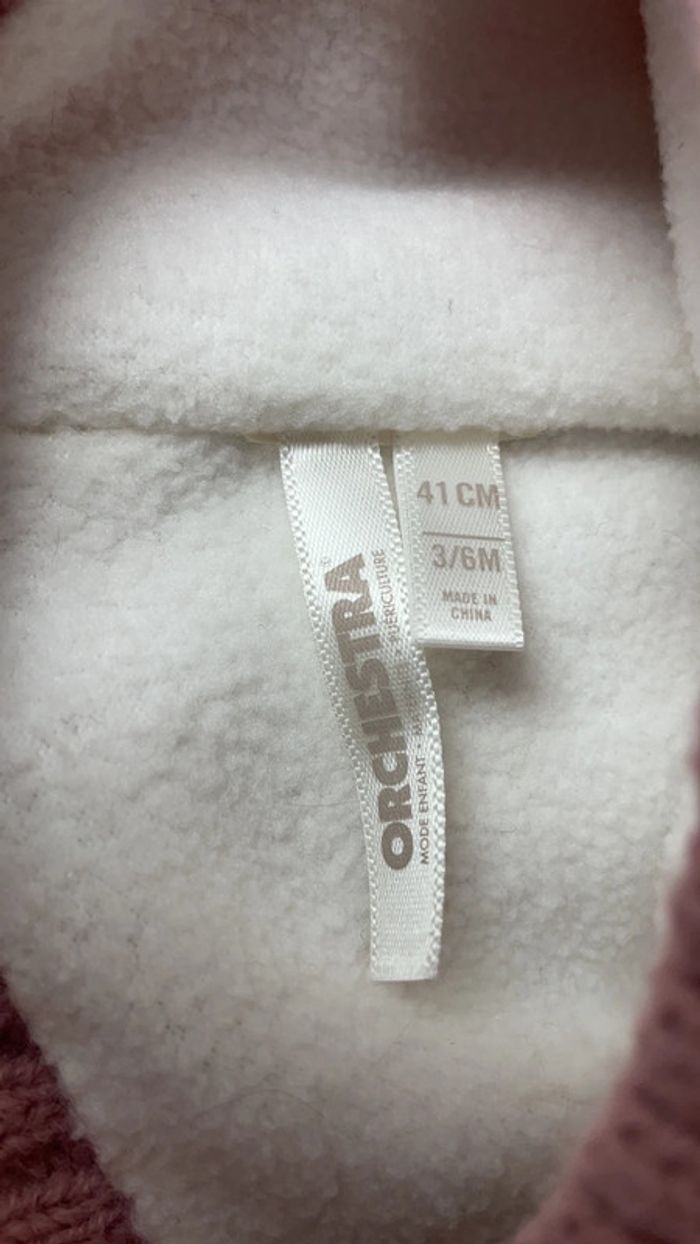 ORCHESTRA
MODE ENFANT • PUÉRICULTURE
41 CM
3/6M
MADE IN
CHINA